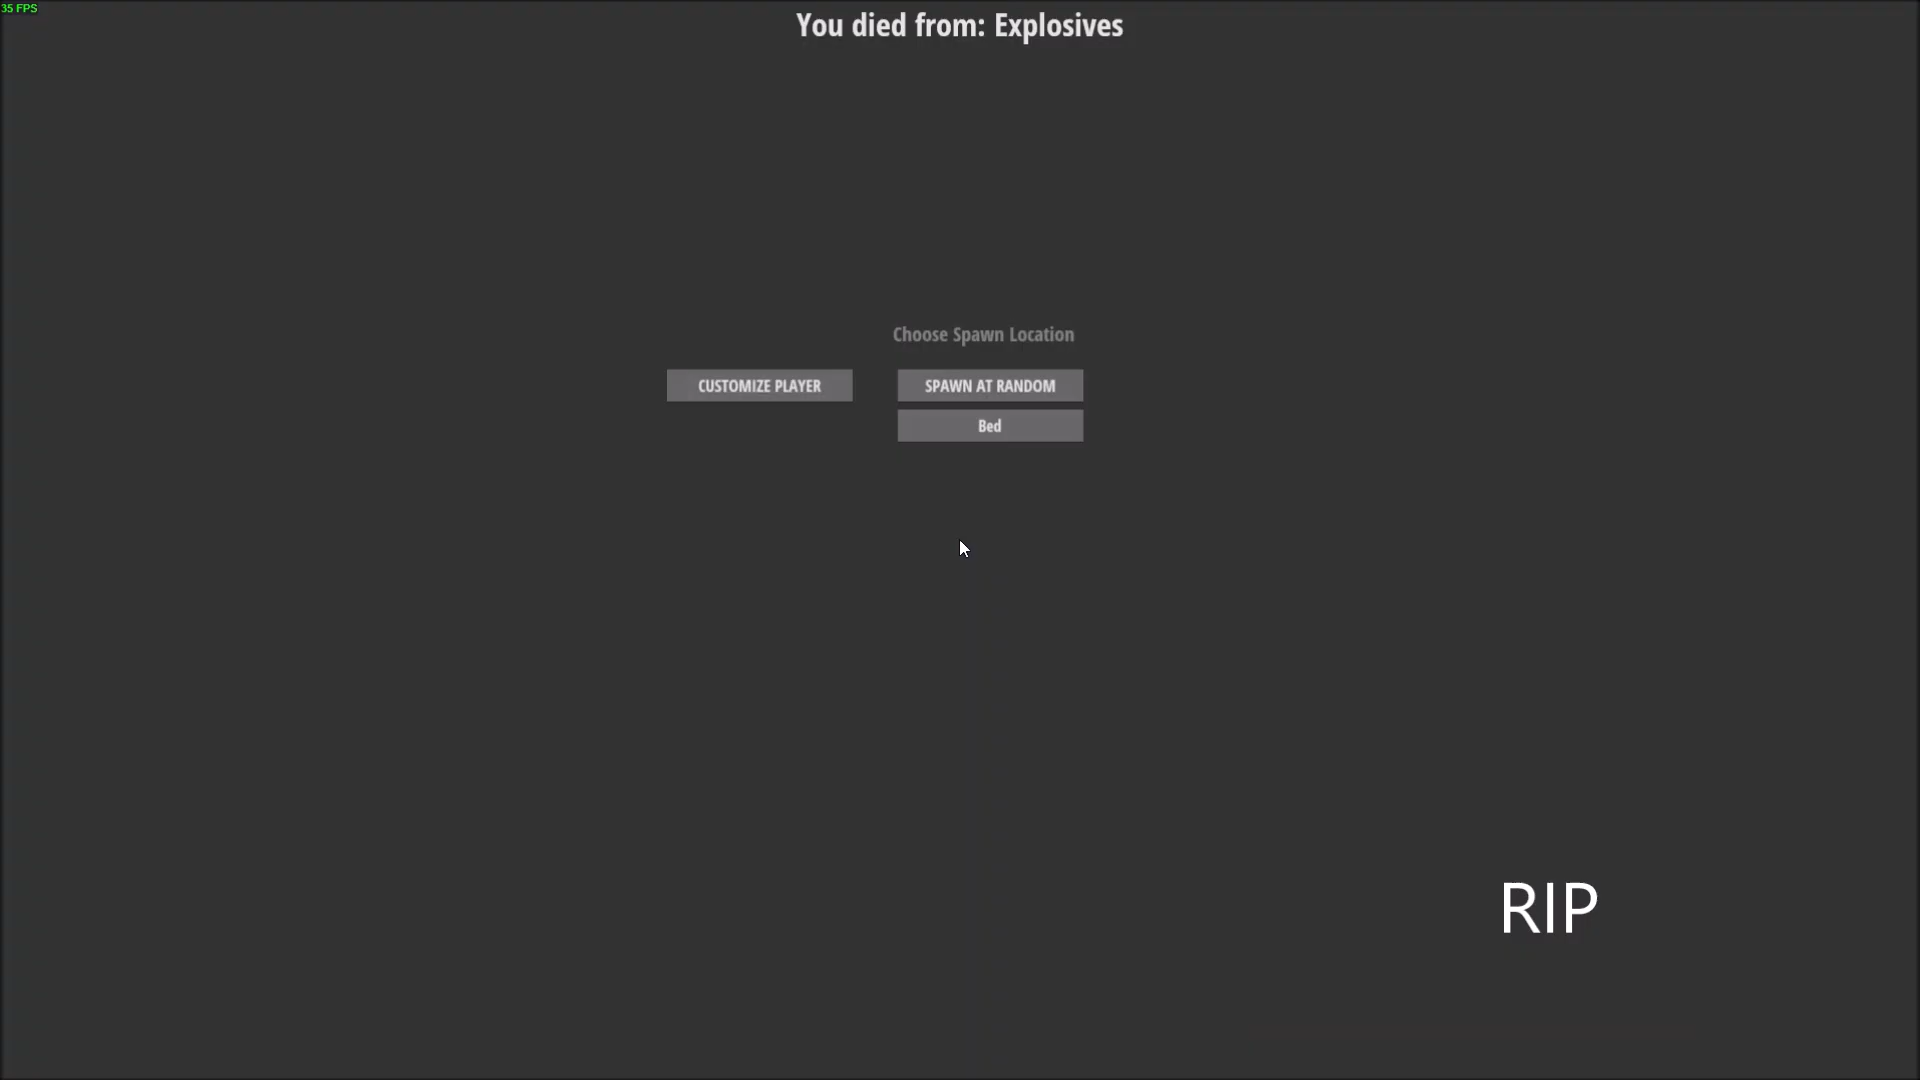 35 FPS
You died from: Explosives
Choose Spawn Location
CUSTOMIZE PLAYER
SPAWN AT RANDOM
Bed
RIP